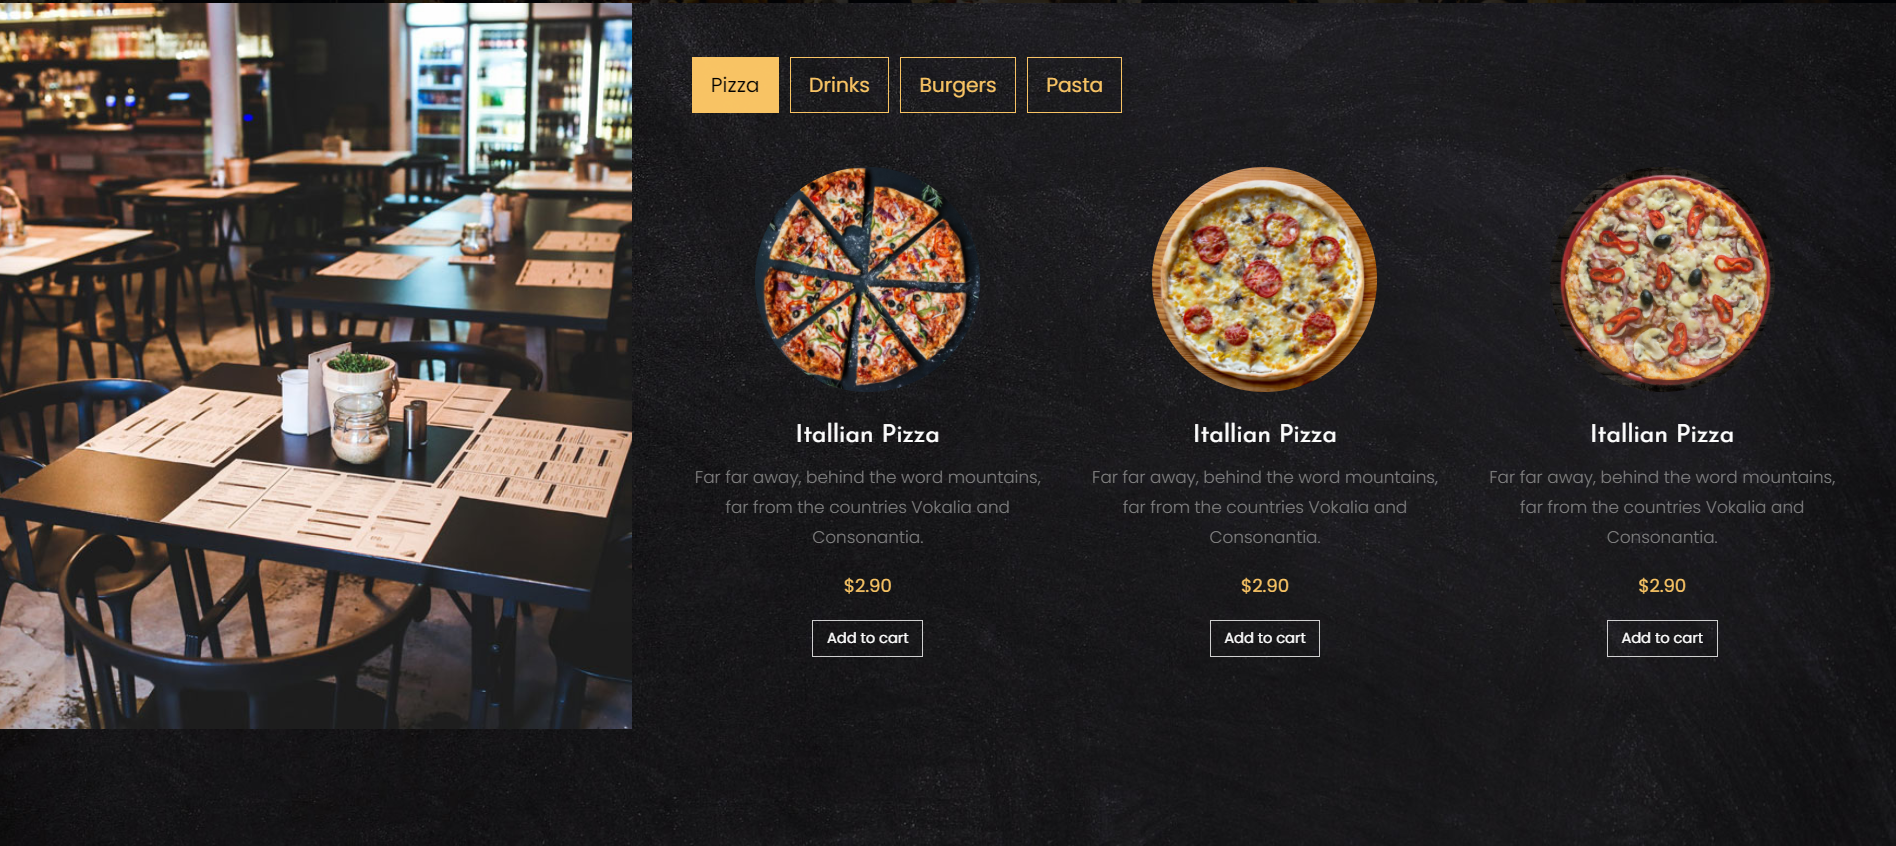 Pizza Drinks Burgers Pasta
Itallian Pizza
Far far away, behind the word mountains,
far from the countries Vokalia and
Consonantia.
$2.90
Add to cart
Itallian Pizza
Far far away, behind the word mountains,
far from the countries Vokalia and
Consonantia.
$2.90
Add to cart
Itallian Pizza
Far far away, behind the word mountains,
far from the countries Vokalia and
Consonantia.
$2.90
Add to cart